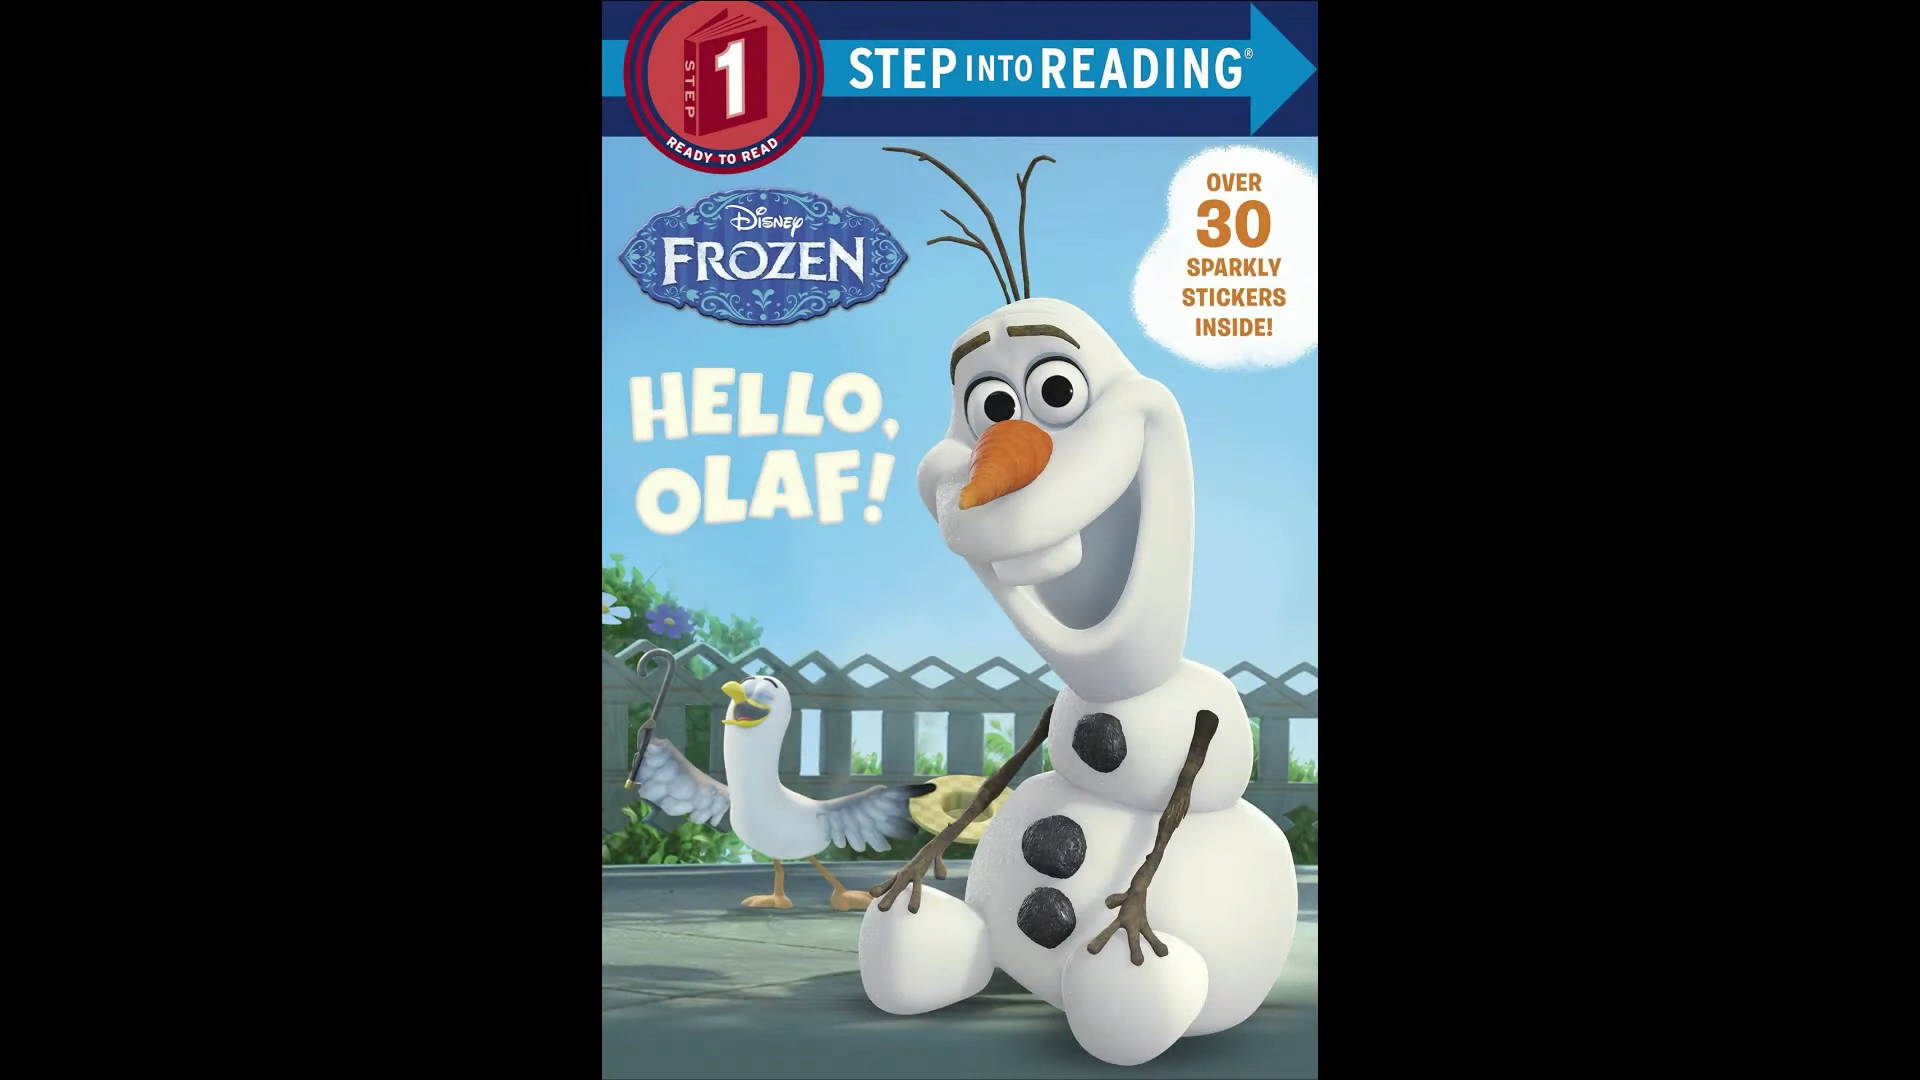 STEP 1
READY TO READ
STEP INTO READING®
Disney
FROZEN
HELLO,
OLAF!
OVER
30
SPARKLY
STICKERS
INSIDE!